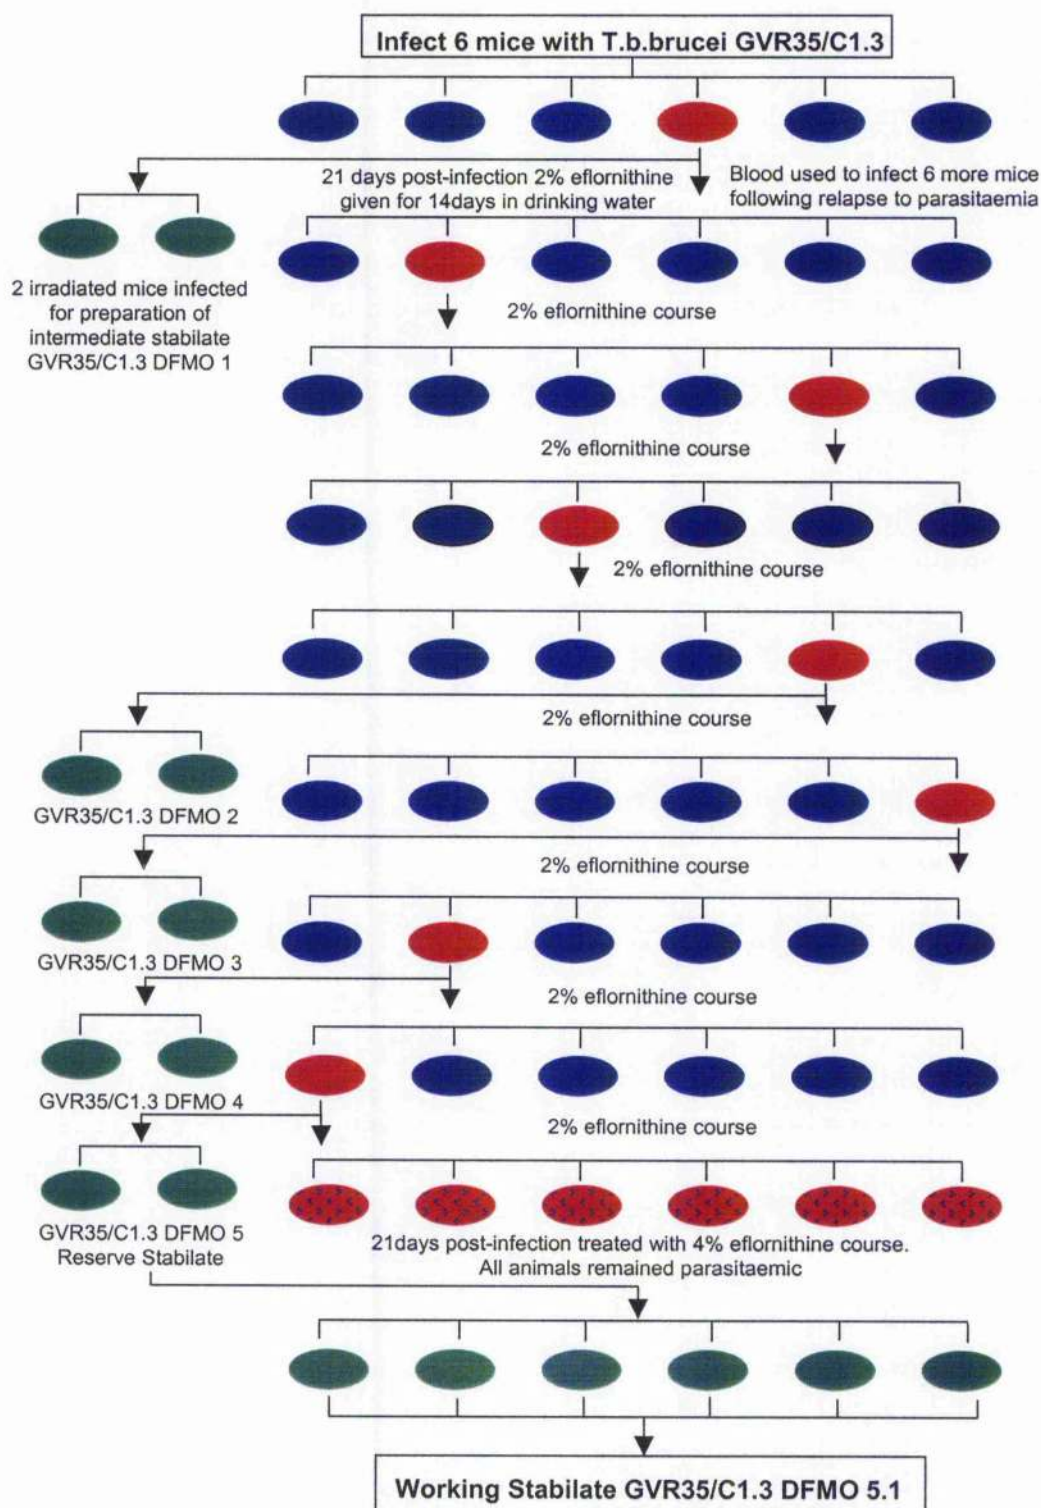 Infect 6 mice with T.b.brucei GVR35/C1.3
21 days post-infection 2% eflornithine
given for 14days in drinking water
Blood used to infect 6 more mice
following relapse to parasitaemia
2 irradiated mice infected
for preparation of
intermediate stabilate
GVR35/C1.3 DFMO 1
2% eflornithine course
2% eflornithine course
2% eflornithine course
2% eflornithine course
GVR35/C1.3 DFMO 2
2% eflornithine course
GVR35/C1.3 DFMO 3
2% eflornithine course
GVR35/C1.3 DFMO 4
2% eflornithine course
GVR35/C1.3 DFMO 5
Reserve Stabilate
21days post-infection treated with 4% eflornithine course.
All animals remained parasitaemic
Working Stabilate GVR35/C1.3 DFMO 5.1